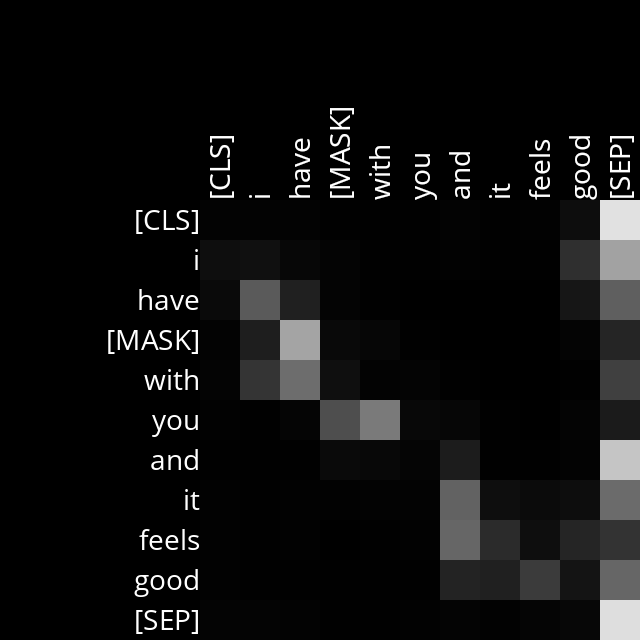 [CLS] i have [MASK] with you and it feels good [SEP]
[CLS]
i
have
[MASK]
with
you
and
it
feels
good
[SEP]